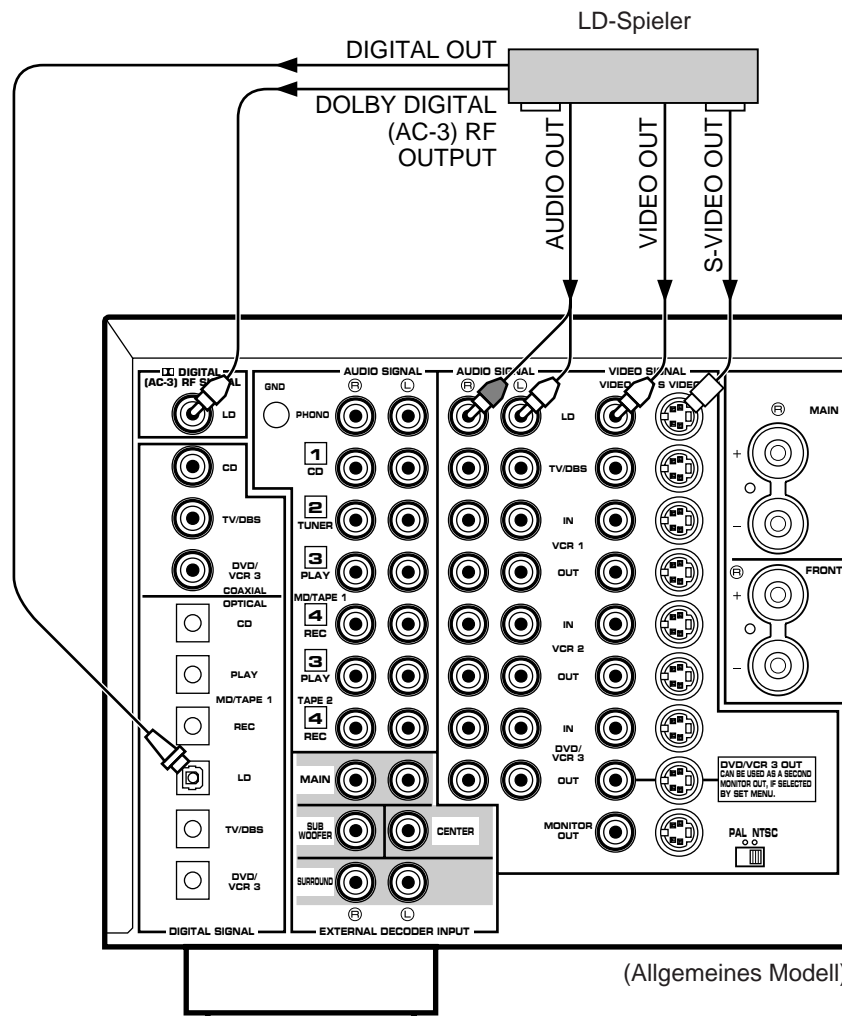 LD-Spieler
DIGITAL OUT
DOLBY DIGITAL
(AC-3) RF
OUTPUT
AUDIO OUT
VIDEO OUT
S-VIDEO OUT
DIGITAL
(AC-3) RF SIGNAL
LD
CD
TV/DBS
DVD/
VCR 3
COAXIAL
OPTICAL
CD
PLAY
MD/TAPE 1
REC
LD
TV/DBS
DVD/
VCR 3
DIGITAL SIGNAL
AUDIO SIGNAL
R
L
GND
PHONO
1
CD
2
TUNER
3
PLAY
MD/TAPE 1
4
REC
3
PLAY
TAPE 2
4
REC
MAIN
SUB
WOOFER
CENTER
SURROUND
R
L
EXTERNAL DECODER INPUT
AUDIO SIGNAL
R
L
VIDEO SIGNAL
VIDEO
S VIDEO
LD
TV/DBS
IN
VCR 1
OUT
IN
VCR 2
OUT
IN
DVD/
VCR 3
OUT
MONITOR
OUT
DVD/VCR 3 OUT
CAN BE USED AS A SECOND
MONITOR OUT, IF SELECTED
BY SET MENU.
PAL NTSC
R
MAIN
+
–
R
FRONT
+
–
(Allgemeines Modell)